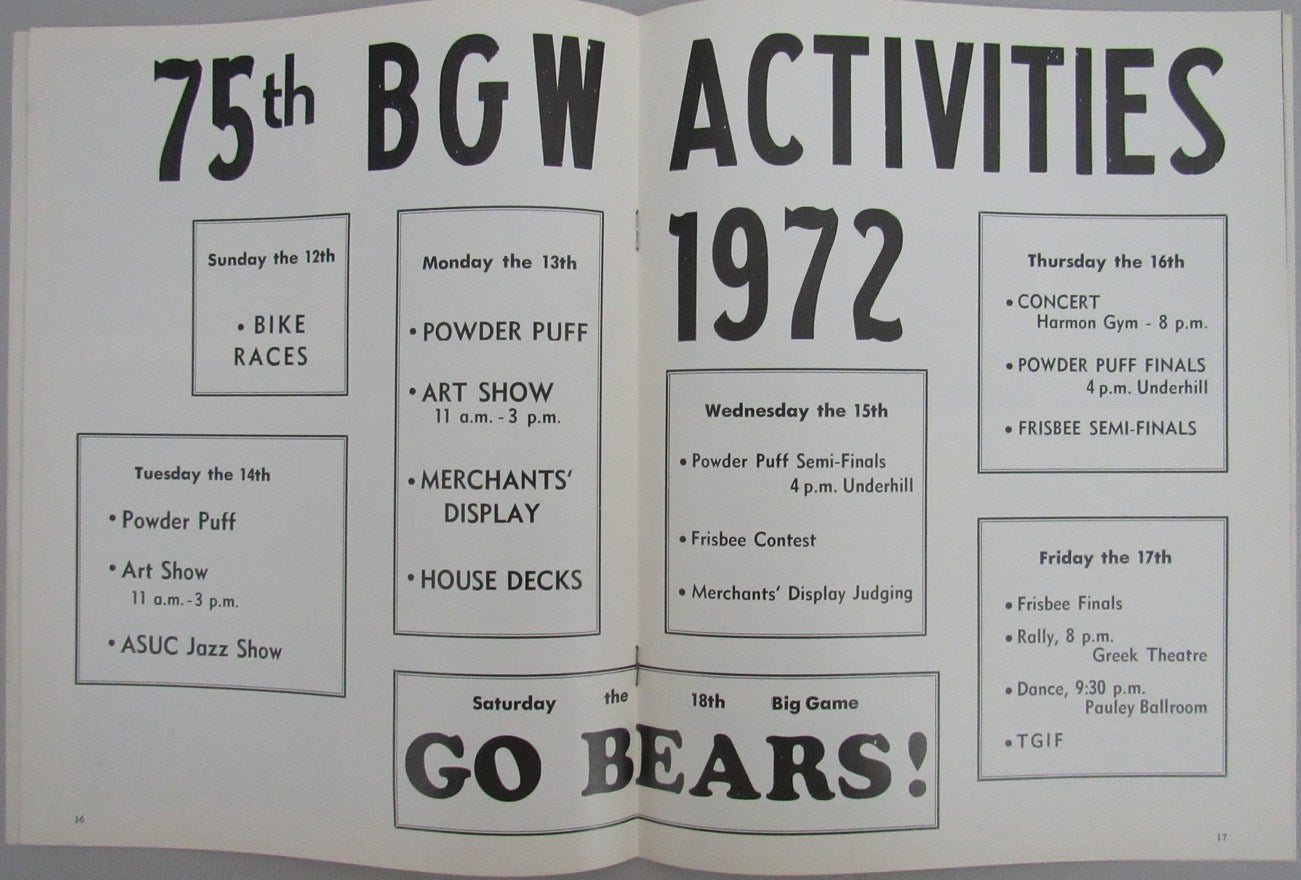 75th BGW ACTIVITIES
1972
Sunday the 12th
• BIKE
RACES
Monday the 13th
• POWDER PUFF
• ART SHOW
11 a.m. - 3 p.m.
• MERCHANTS'
DISPLAY
• HOUSE DECKS
Tuesday the 14th
• Powder Puff
• Art Show
11 a.m. - 3 p.m.
• ASUC Jazz Show
Wednesday the 15th
• Powder Puff Semi-Finals
4 p.m. Underhill
• Frisbee Contest
• Merchants' Display Judging
Thursday the 16th
• CONCERT
Harmon Gym - 8 p.m.
• POWDER PUFF FINALS
4 p.m. Underhill
• FRISBEE SEMI-FINALS
Friday the 17th
• Frisbee Finals
• Rally, 8 p.m.
Greek Theatre
• Dance, 9:30 p.m.
Pauley Ballroom
• TGIF
Saturday the 18th Big Game
GO BEARS!
16
17